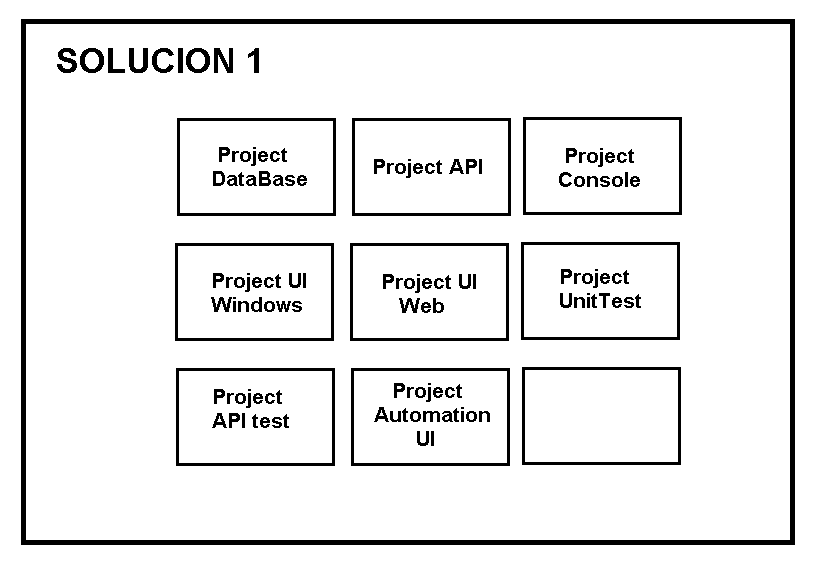 SOLUCION 1
Project
DataBase
Project API
Project
Console
Project UI
Windows
Project UI
Web
Project
UnitTest
Project
API test
Project
Automation
UI